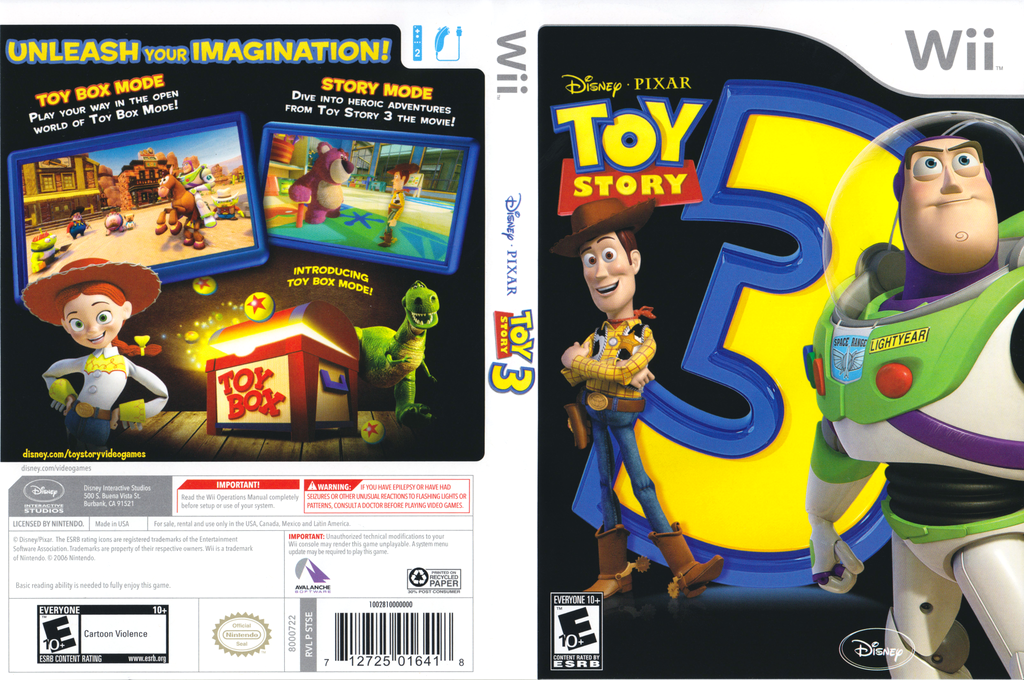 UNLEASH YOUR IMAGINATION!
2
TOY BOX MODE
PLAY YOUR WAY IN THE OPEN
WORLD OF TOY BOX MODE!
STORY MODE
DIVE INTO HEROIC ADVENTURES
FROM TOY STORY 3 THE MOVIE!
INTRODUCING
TOY BOX MODE!
TOY
BOX
disney.com/toystoryvideogames
disney.com/videogames
Disney
INTERACTIVE
STUDIOS
Disney Interactive Studios
500 S. Buena Vista St.
Burbank, CA 91521
IMPORTANT!
Read the Wii Operations Manual completely
before setup or use of your system.
WARNING: IF YOU HAVE EPILEPSY OR HAVE HAD
SEIZURES OR OTHER UNUSUAL REACTIONS TO FLASHING LIGHTS OR
PATTERNS, CONSULT A DOCTOR BEFORE PLAYING VIDEO GAMES.
LICENSED BY NINTENDO.
Made in USA
For sale, rental and use only in the USA, Canada, Mexico and Latin America.
© Disney/Pixar. The ESRB rating icons are registered trademarks of the Entertainment
Software Association. Trademarks are property of their respective owners. Wii is a trademark
of Nintendo. © 2006 Nintendo.
Basic reading ability is needed to fully enjoy this game.
IMPORTANT: Unauthorized technical modifications to your
Wii console may render this game unplayable. A system menu
update may be required to play this game.
AVALANCHE
SOFTWARE
PRINTED ON
RECYCLED
PAPER
30% POST-CONSUMER
EVERYONE 10+
E
10+
Cartoon Violence
ESRB CONTENT RATING www.esrb.org
Official
Nintendo
Seal
8000722
RVL P STSE
1002810000000
7 12725 01641 8
Wii
Disney · PIXAR
TOY
STORY
3
Wii™
Disney · PIXAR
TOY
STORY
3
SPACE RANGER
LIGHTYEAR
EVERYONE 10+
E
10+
CONTENT RATED BY
ESRB
Disney